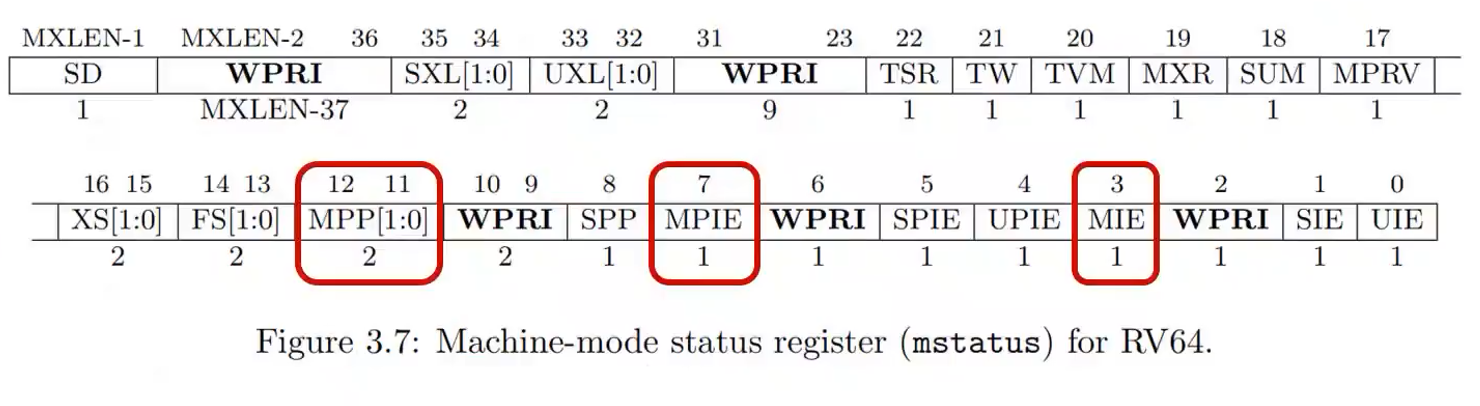 MXLEN-1 MXLEN-2 36 35 34 33 32 31 23 22 21 20 19 18 17
SD WPRI SXL[1:0] UXL[1:0] WPRI TSR TW TVM MXR SUM MPRV
1 MXLEN-37 2 2 9 1 1 1 1 1 1
16 15 14 13 12 11 10 9 8 7 6 5 4 3 2 1 0
XS[1:0] FS[1:0] MPP[1:0] WPRI SPP MPIE WPRI SPIE UPIE MIE WPRI SIE UIE
2 2 2 2 1 1 1 1 1 1 1 1 1
Figure 3.7: Machine-mode status register (mstatus) for RV64.